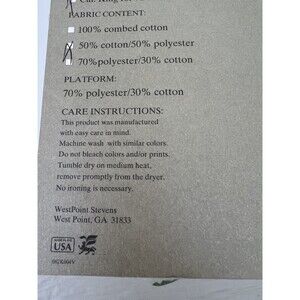 FABRIC CONTENT:
100% combed cotton
50% cotton/50% polyester
70%polyester/30% cotton
PLATFORM:
70% polyester/30% cotton
CARE INSTRUCTIONS:
This product was manufactured
with easy care in mind.
Machine wash with similar colors.
Do not bleach colors and/or prints.
Tumble dry on medium heat,
remove promptly from the dryer.
No ironing is necessary.
WestPoint Stevens
West Point, GA 31833
MADE IN THE
USA